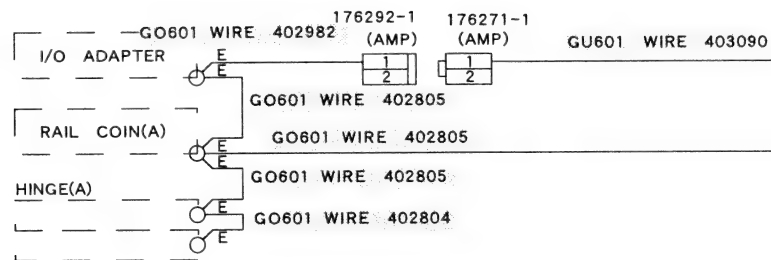 176292-1 176271-1
GO601 WIRE 402982 (AMP) (AMP) GU601 WIRE 403090
I/O ADAPTER E 1 1
E 2 2
GO601 WIRE 402805
RAIL COIN(A) E GO601 WIRE 402805
E
GO601 WIRE 402805
HINGE(A)
E GO601 WIRE 402804
E